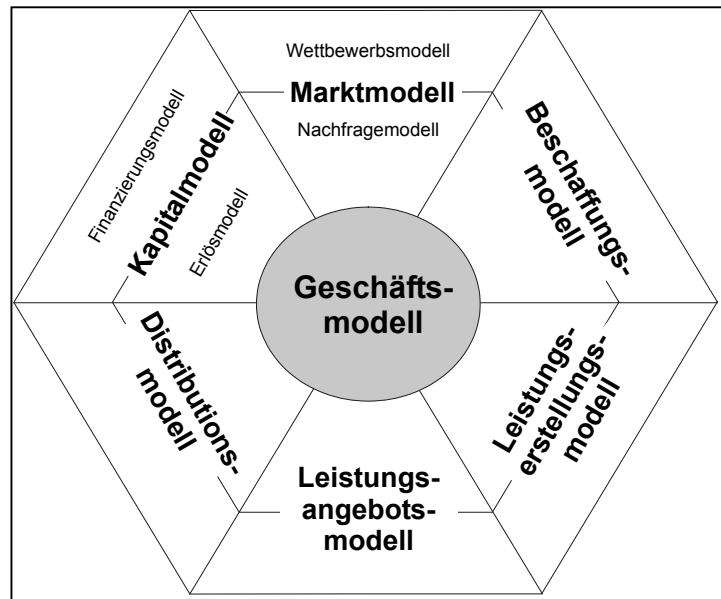 Wettbewerbsmodell
Marktmodell
Nachfragemodell
Beschaffungs-
modell
Leistungs-
erstellungs-
modell
Leistungs-
angebots-
modell
Distributions-
modell
Finanzierungsmodell
Kapitalmodell
Erlösmodell
Geschäfts-
modell